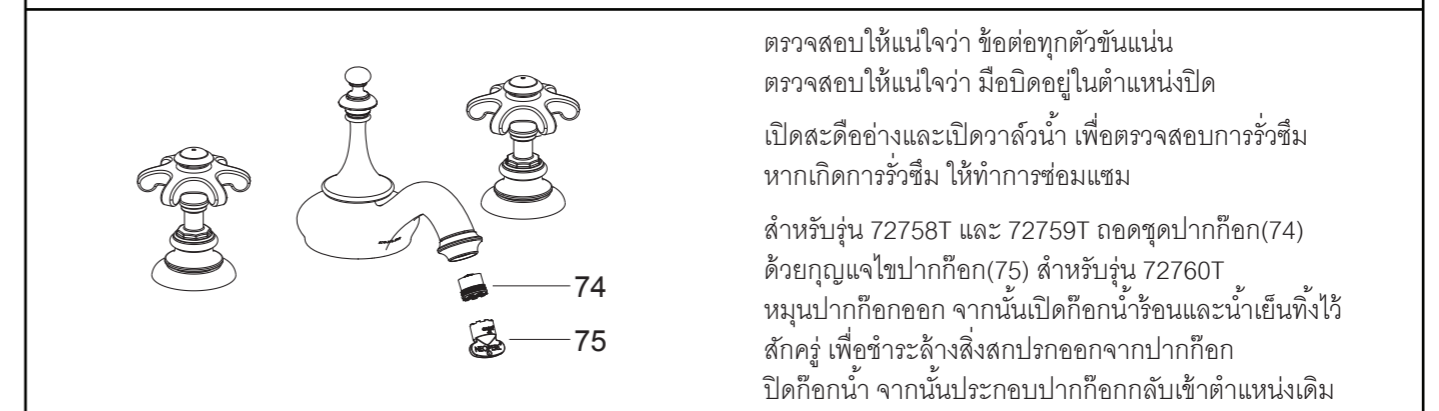 ตรวจสอบให้แน่ใจว่า ข้อต่อทุกตัวขันแน่น
ตรวจสอบให้แน่ใจว่า มือบิดอยู่ในตำแหน่งปิด
เปิดสะดืออ่างและเปิดวาล์วน้ำ เพื่อตรวจสอบการรั่วซึม
หากเกิดการรั่วซึม ให้ทำการซ่อมแซม
สำหรับรุ่น 72758T และ 72759T ถอดชุดปากก๊อก(74)
ด้วยกุญแจไขปากก๊อก(75) สำหรับรุ่น 72760T
หมุนปากก๊อกออก จากนั้นเปิดก๊อกน้ำร้อนและน้ำเย็นทิ้งไว้
สักครู่ เพื่อชำระล้างสิ่งสกปรกออกจากปากก๊อก
ปิดก๊อกน้ำ จากนั้นประกอบปากก๊อกกลับเข้าตำแหน่งเดิม
74
75